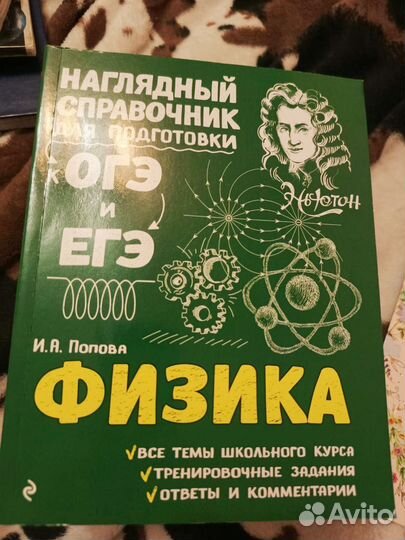 НАГЛЯДНЫЙ
СПРАВОЧНИК
ДЛЯ ПОДГОТОВКИ
К ОГЭ
И
ЕГЭ
Ньютон
И.А. Попова
ФИЗИКА
ВСЕ ТЕМЫ ШКОЛЬНОГО КУРСА
ТРЕНИРОВОЧНЫЕ ЗАДАНИЯ
ОТВЕТЫ И КОММЕНТАРИИ
Avito